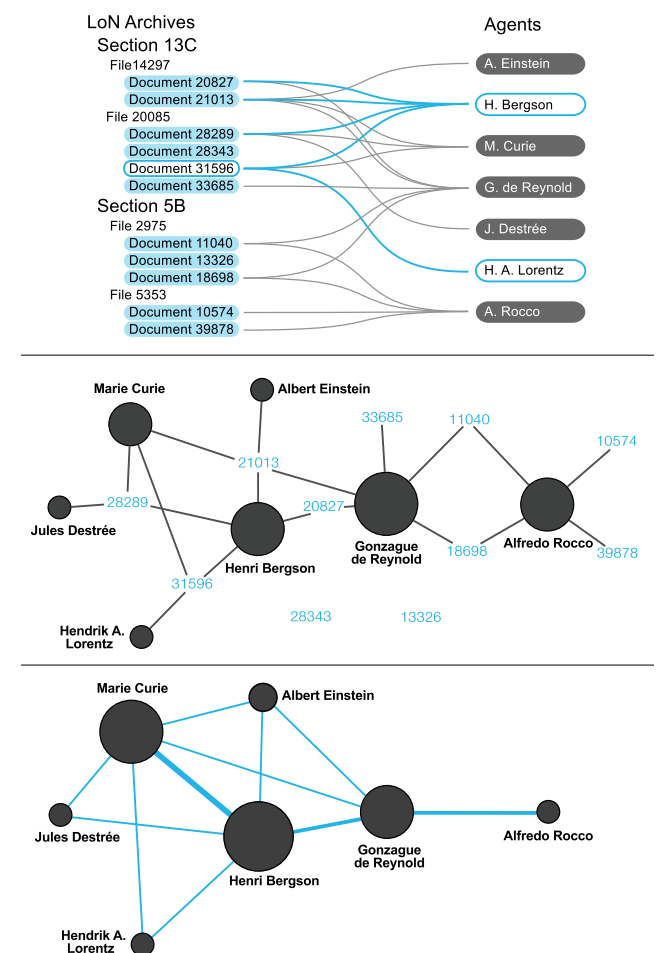 LoN Archives
Section 13C
File14297
Document 20827
Document 21013
File 20085
Document 28289
Document 28343
Document 31596
Document 33685
Section 5B
File 2975
Document 11040
Document 13326
Document 18698
File 5353
Document 10574
Document 39878
Agents
A. Einstein
H. Bergson
M. Curie
G. de Reynold
J. Destrée
H. A. Lorentz
A. Rocco
Marie Curie
Albert Einstein
33685
11040
10574
21013
28289
20827
Jules Destrée
Henri Bergson
Gonzague
de Reynold
18698
Alfredo Rocco
39878
31596
28343
13326
Hendrik A.
Lorentz
Marie Curie
Albert Einstein
Jules Destrée
Henri Bergson
Gonzague
de Reynold
Alfredo Rocco
Hendrik A.
Lorentz